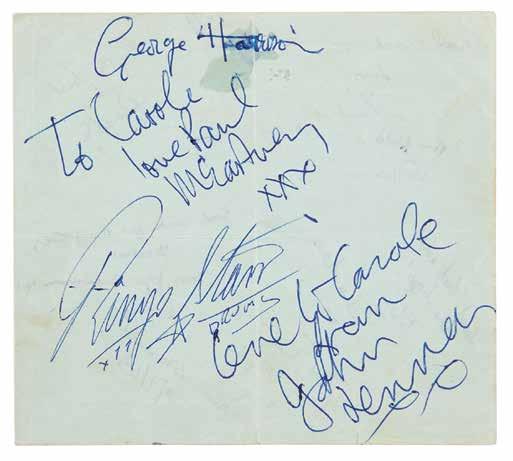 George Harrison
To Carole
love Paul
McCartney
xxx
Ringo Starr
xxx
DRUMS
love to Carole
from
John
Lennon
xo